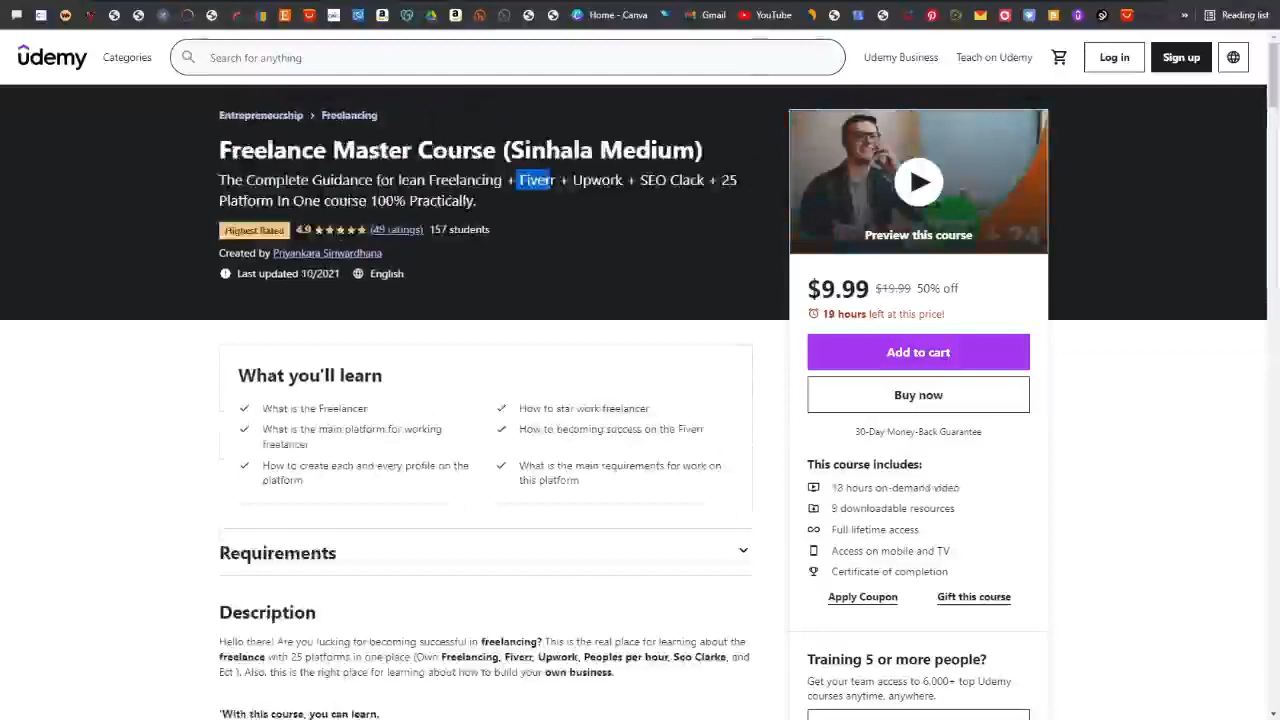 Home - Canva
Gmail
YouTube
»
Reading list
ûdemy
Categories
Search for anything
Udemy Business
Teach on Udemy
Log in
Sign up
Entrepreneurship > Freelancing
Freelance Master Course (Sinhala Medium)
The Complete Guidance for lean Freelancing + Fiverr + Upwork + SEO Clack + 25
Platform In One course 100% Practically.
Highest Rated 4.9 (49 ratings) 157 students
Created by Priyankara Siriwardhana
Last updated 10/2021 English
Preview this course
$9.99 $19.99 50% off
19 hours left at this price!
Add to cart
Buy now
30-Day Money-Back Guarantee
This course includes:
hours on-demand video
9 downloadable resources
Full lifetime access
Access on mobile and TV
Certificate of completion
Apply Coupon
Gift this course
Training 5 or more people?
Get your team access to 6,000+ top Udemy
courses anytime, anywhere.
What you'll learn
What is the Freelancer
How to star work freelancer
What is the main platform for working
freelancer
How to becoming success on the Fiverr
How to create each and every profile on the
platform
What is the main requirements for work on
this platform
Requirements
Description
Hello there! Are you lucking for becoming successful in freelancing? This is the real place for learning about the
freelance with 25 platforms in one place (Own Freelancing, Fiverr, Upwork, Peoples per hour, Seo Clarks, and
Ect ). Also, this is the right place for learning about how to build your own business.
"With this course, you can learn.